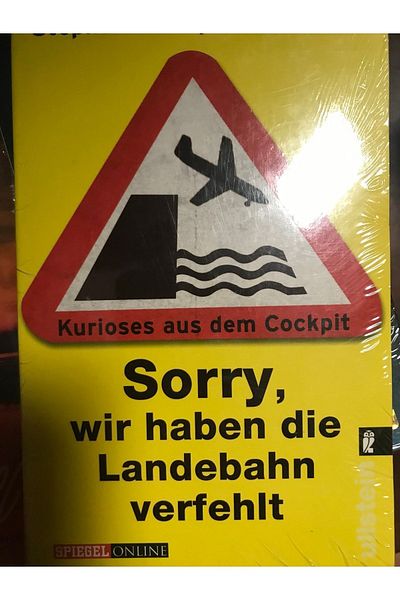 Kurioses aus dem Cockpit
Sorry,
wir haben die
Landebahn
verfehlt
ullstein
SPIEGEL ONLINE